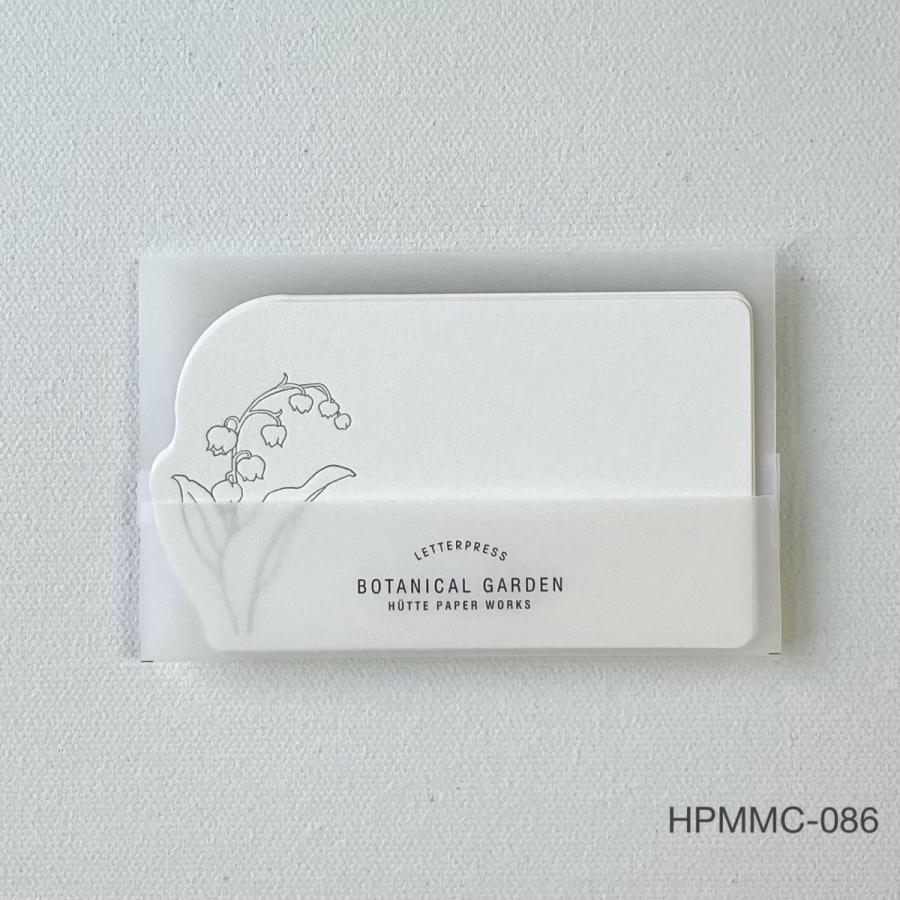 LETTERPRESS
BOTANICAL GARDEN
HÜTTE PAPER WORKS
HPMMC-086